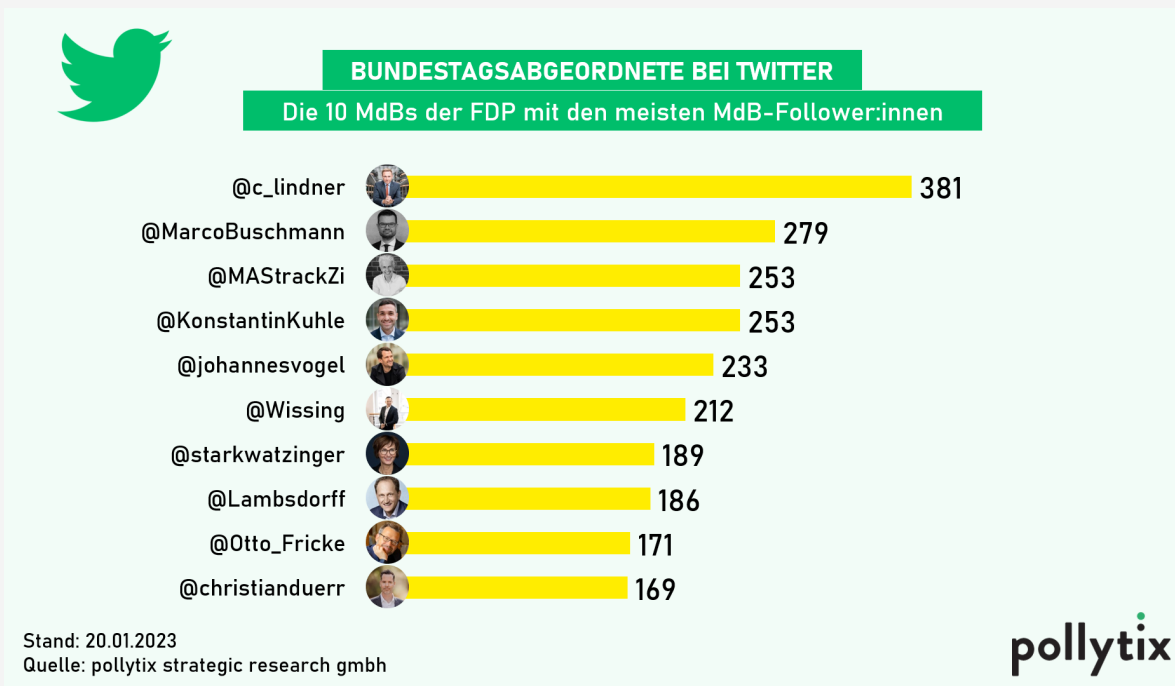 BUNDESTAGSABGEORDNETE BEI TWITTER
Die 10 MdBs der FDP mit den meisten MdB-Follower:innen
@c_lindner 381
@MarcoBuschmann 279
@MAStrackZi 253
@KonstantinKuhle 253
@johannesvogel 233
@Wissing 212
@starkwatzinger 189
@Lambsdorff 186
@Otto_Fricke 171
@christianduerr 169
Stand: 20.01.2023
Quelle: pollytix strategic research gmbh
pollytix